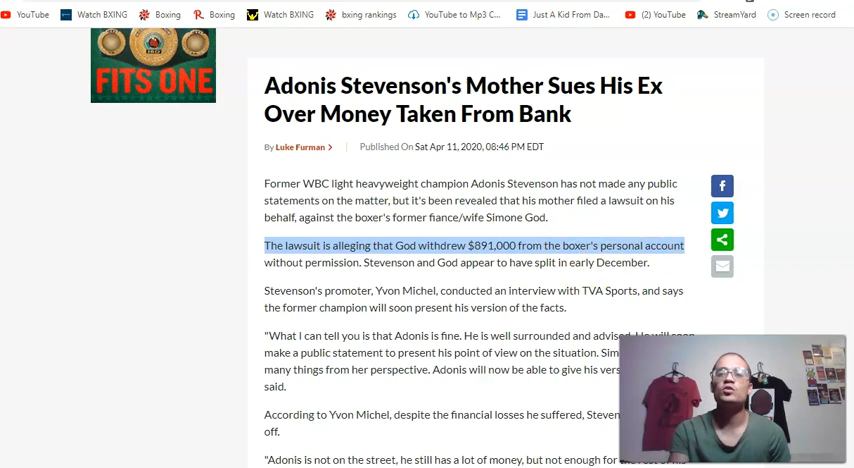 YouTube
Watch BXING
Boxing
Boxing
Watch BXING
bxing rankings
YouTube to Mp3 C...
Just A Kid From Da...
(2) YouTube
StreamYard
Screen record
FITS ONE
Adonis Stevenson's Mother Sues His Ex
Over Money Taken From Bank
By Luke Furman > | Published On Sat Apr 11, 2020, 08:46 PM EDT
Former WBC light heavyweight champion Adonis Stevenson has not made any public
statements on the matter, but it's been revealed that his mother filed a lawsuit on his
behalf, against the boxer's former fiance/wife Simone God.
The lawsuit is alleging that God withdrew $891,000 from the boxer's personal account
without permission. Stevenson and God appear to have split in early December.
Stevenson's promoter, Yvon Michel, conducted an interview with TVA Sports, and says
the former champion will soon present his version of the facts.
"What I can tell you is that Adonis is fine. He is well surrounded and advised. He will soon
make a public statement to present his point of view on the situation. Sim
many things from her perspective. Adonis will now be able to give his vers
said.
According to Yvon Michel, despite the financial losses he suffered, Steven
off.
"Adonis is not on the street, he still has a lot of money, but not enough for